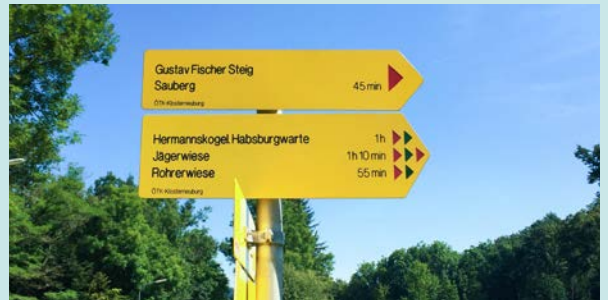 Gustav Fischer Steig
Sauberg 45 min
ÖTK-Klosterneuburg
Hermannskogel, Habsburgwarte 1h
Jägerwiese 1h 10 min
Rohrerwiese 55 min
ÖTK-Klosterneuburg